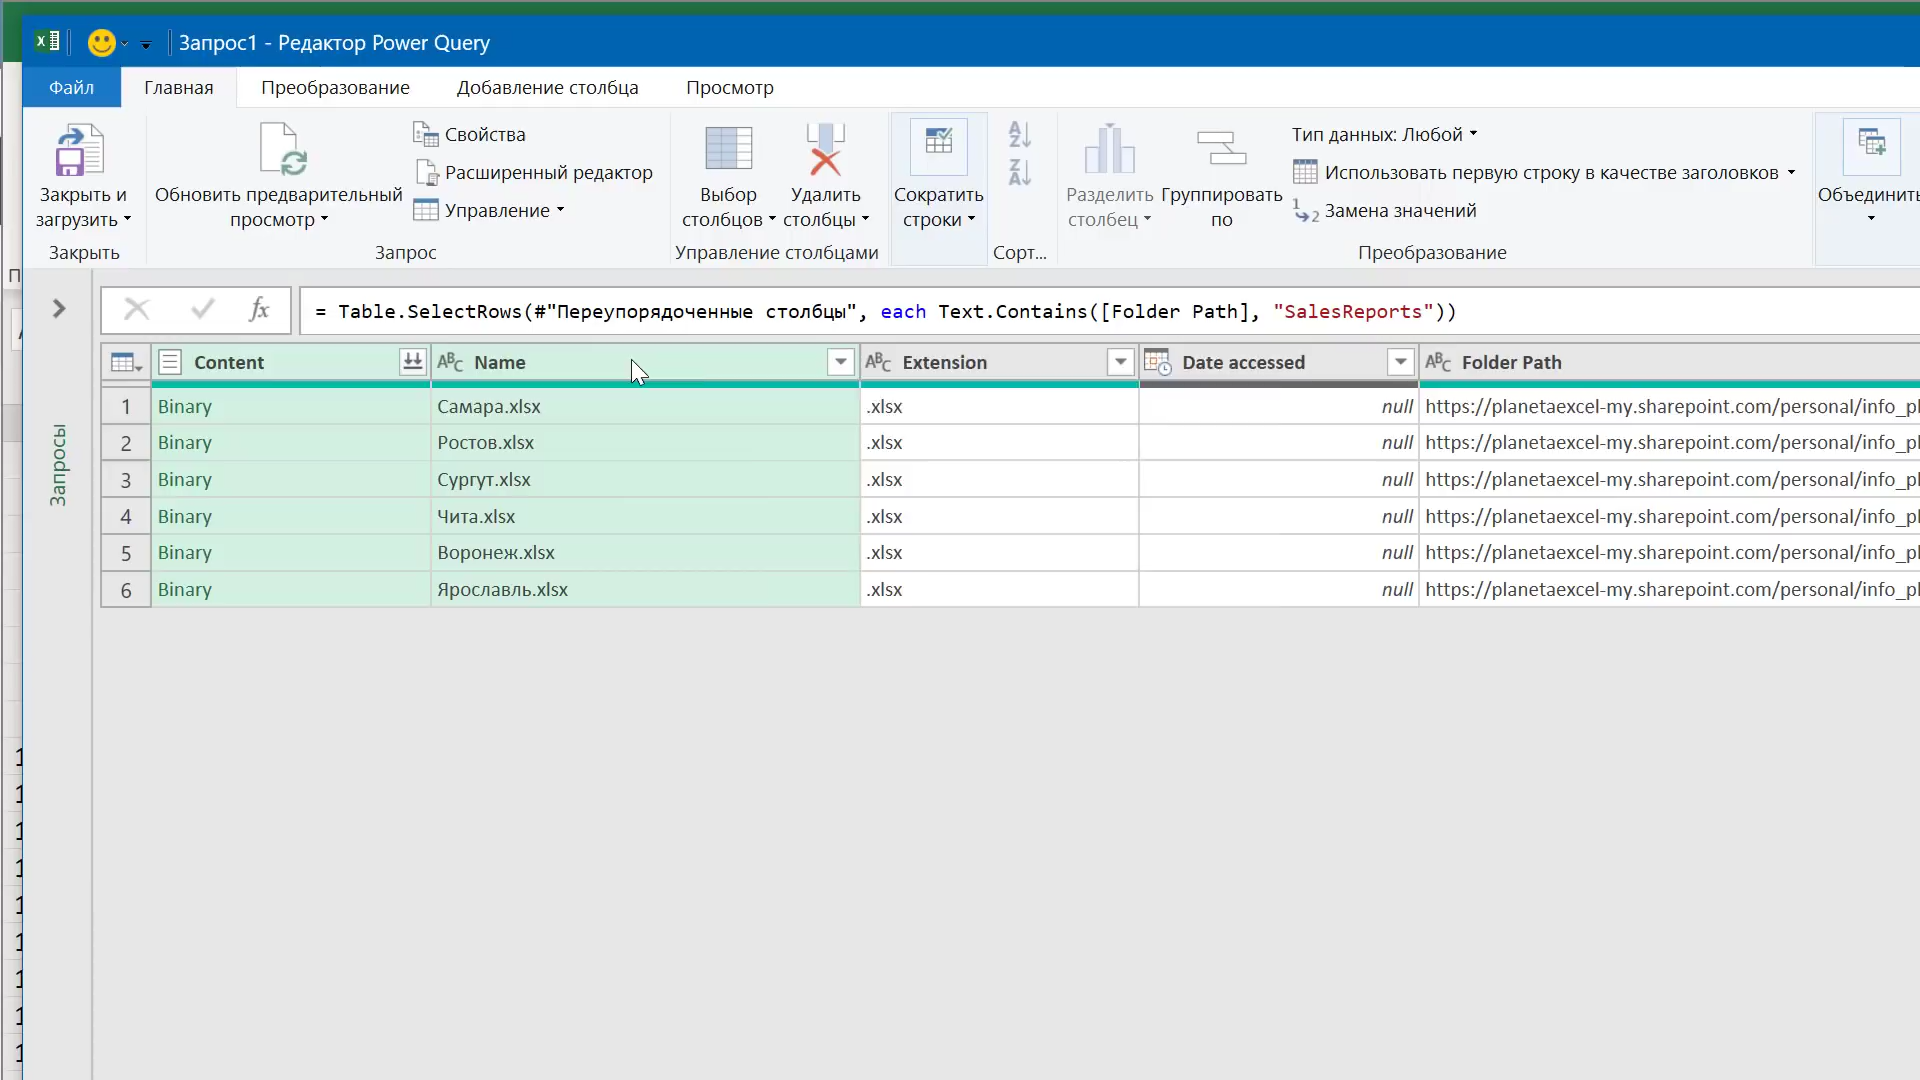 Запрос1 - Редактор Power Query
Файл
Главная
Преобразование
Добавление столбца
Просмотр
Закрыть и
загрузить
Обновить предварительный
просмотр
Свойства
Расширенный редактор
Управление
Выбор
столбцов
Удалить
столбцы
Сократить
строки
Разделить
столбец
Группировать
по
Тип данных: Любой
Использовать первую строку в качестве заголовков
Замена значений
Объединить
Закрыть
Запрос
Управление столбцами
Сорт...
Преобразование
= Table.SelectRows(#"Переупорядоченные столбцы", each Text.Contains([Folder Path], "SalesReports"))
Запросы
Content
Name
Extension
Date accessed
Folder Path
1 Binary Самара.xlsx .xlsx null https://planetaexcel-my.sharepoint.com/personal/info_pl
2 Binary Ростов.xlsx .xlsx null https://planetaexcel-my.sharepoint.com/personal/info_pl
3 Binary Сургут.xlsx .xlsx null https://planetaexcel-my.sharepoint.com/personal/info_pl
4 Binary Чита.xlsx .xlsx null https://planetaexcel-my.sharepoint.com/personal/info_pl
5 Binary Воронеж.xlsx .xlsx null https://planetaexcel-my.sharepoint.com/personal/info_pl
6 Binary Ярославль.xlsx .xlsx null https://planetaexcel-my.sharepoint.com/personal/info_pl